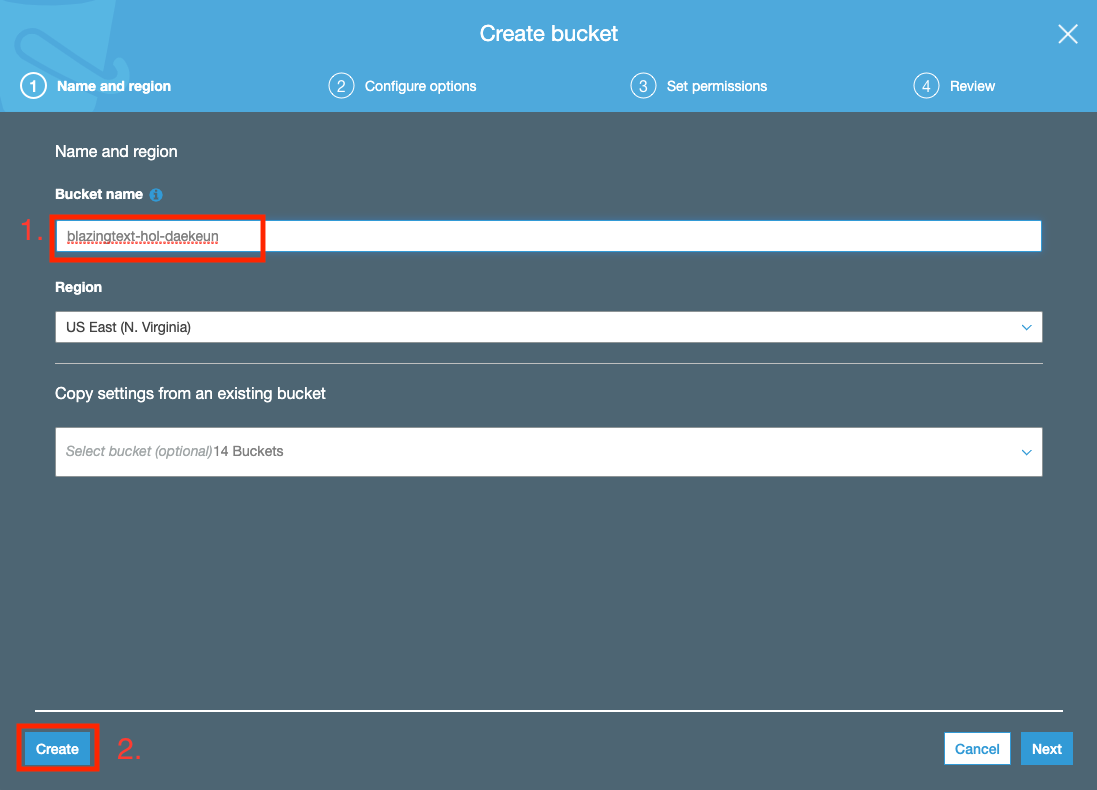 Create bucket
1 Name and region
2 Configure options
3 Set permissions
4 Review
Name and region
Bucket name i
1. blazingtext-hol-daekeun
Region
US East (N. Virginia)
Copy settings from an existing bucket
Select bucket (optional)14 Buckets
Create 2.
Cancel
Next